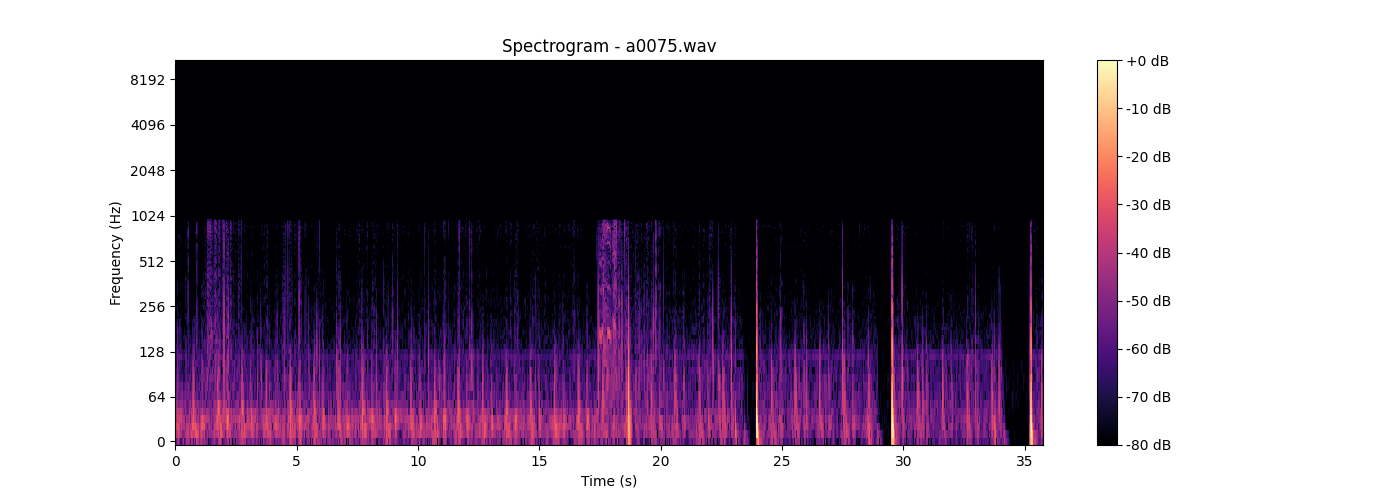 Spectrogram - a0075.wav
Frequency (Hz)
8192
4096
2048
1024
512
256
128
64
0
0 5 10 15 20 25 30 35
Time (s)
+0 dB
-10 dB
-20 dB
-30 dB
-40 dB
-50 dB
-60 dB
-70 dB
-80 dB